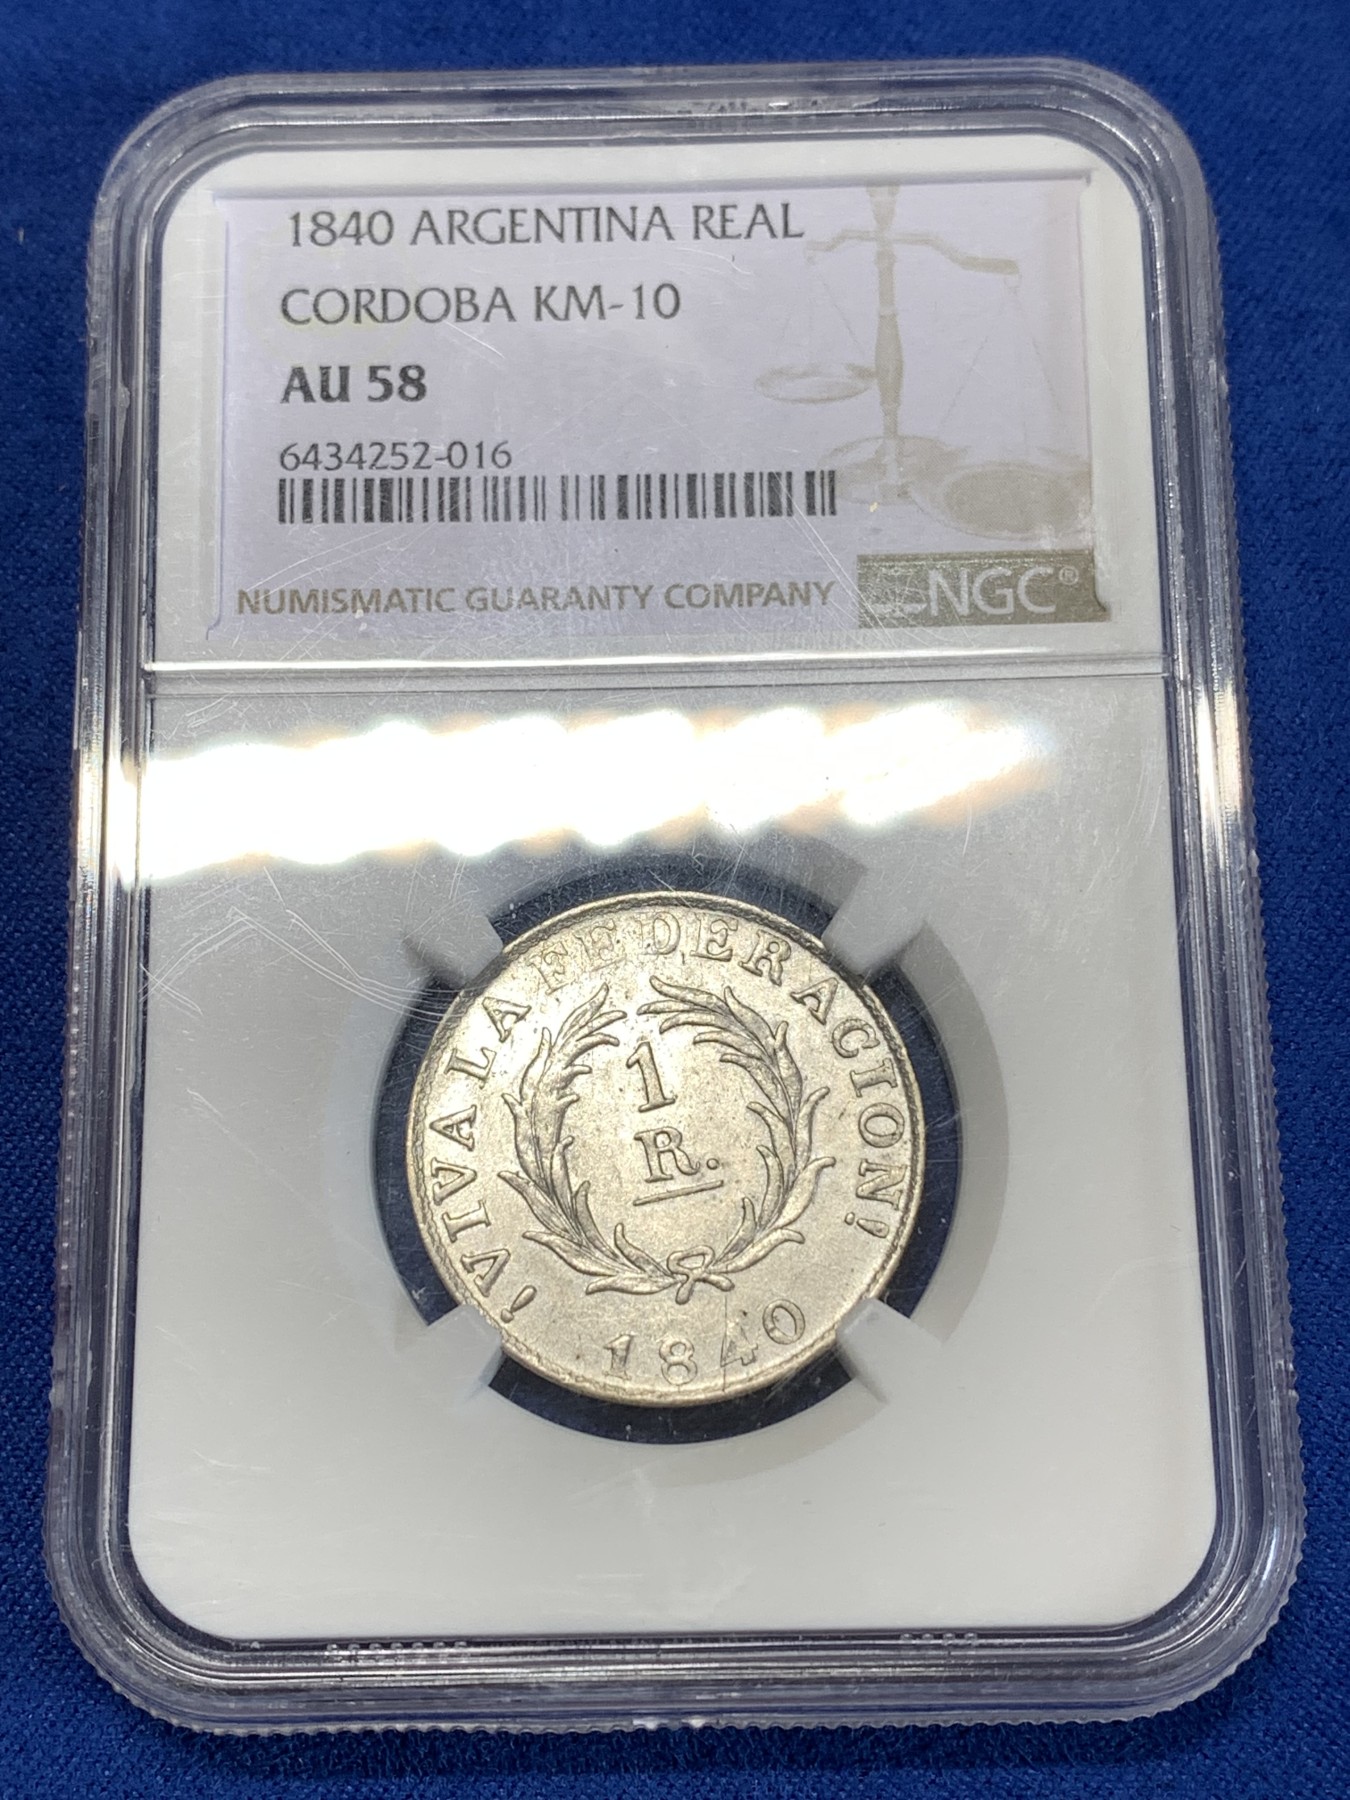 1840 ARGENTINA REAL
CORDOBA KM-10
AU 58
6434252-016
NUMISMATIC GUARANTY COMPANY
NGC®
¡VIVA LA FEDERACION!
1
R.
1840